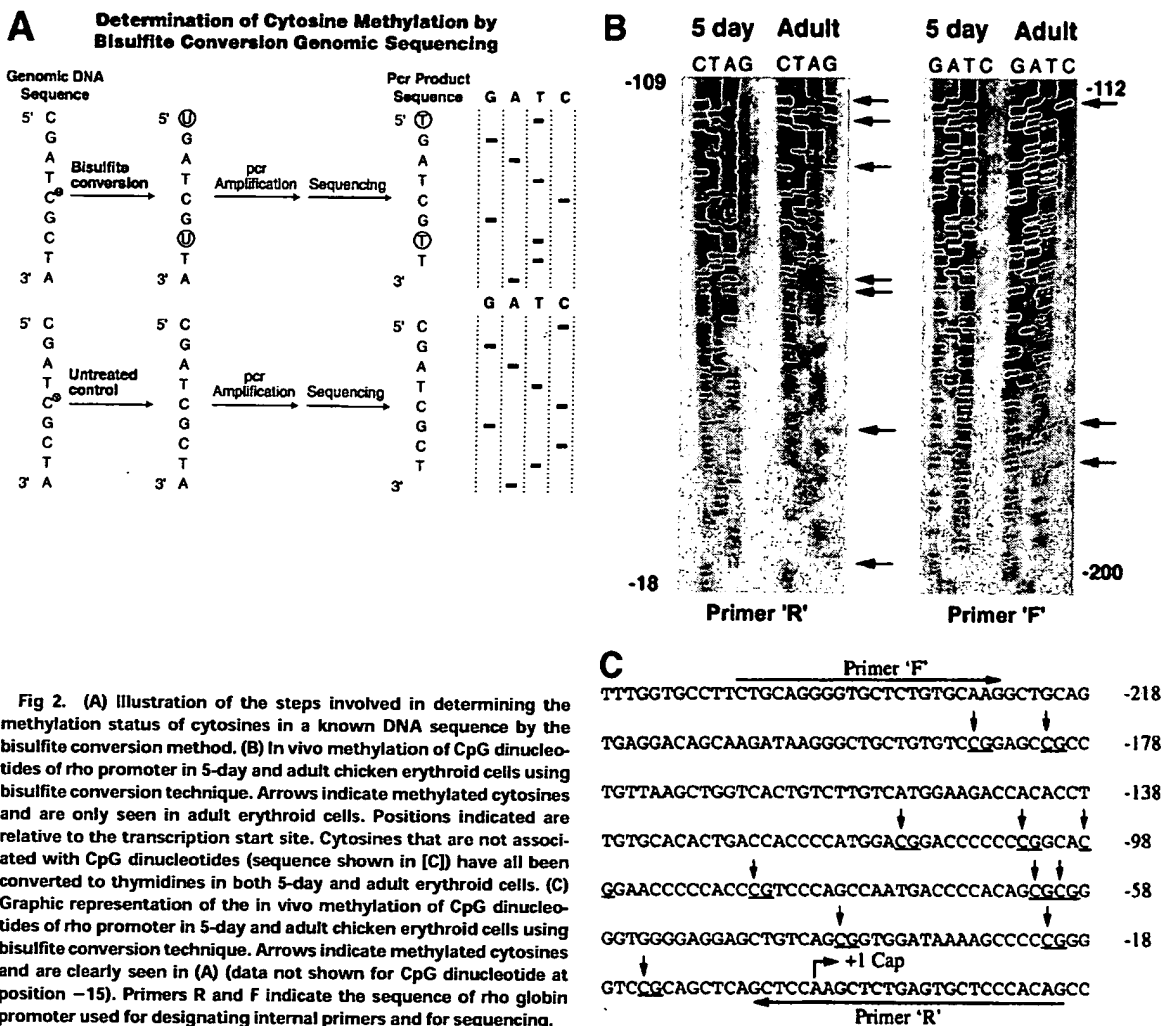 A
Determination of Cytosine Methylation by
Bisulfite Conversion Genomic Sequencing
Genomic DNA
Sequence
Pcr Product
Sequence
G A T C
5' C
G
A
T
C
G
C
T
3' A
Bisulfite
conversion
5' U
G
A
T
C
G
U
T
3' A
pcr
Amplification
Sequencing
5' T
G
A
T
C
G
T
T
3'
G A T C
5' C
G
A
T
C
G
C
T
3' A
Untreated
control
5' C
G
A
T
C
G
C
T
3' A
pcr
Amplification
Sequencing
5' C
G
A
T
C
G
C
T
3'
B
5 day Adult
CTAG CTAG
-109
-18
Primer 'R'
5 day Adult
GATC GATC
-112
-200
Primer 'F'
Fig 2. (A) Illustration of the steps involved in determining the
methylation status of cytosines in a known DNA sequence by the
bisulfite conversion method. (B) In vivo methylation of CpG dinucleo-
tides of rho promoter in 5-day and adult chicken erythroid cells using
bisulfite conversion technique. Arrows indicate methylated cytosines
and are only seen in adult erythroid cells. Positions indicated are
relative to the transcription start site. Cytosines that are not associ-
ated with CpG dinucleotides (sequence shown in [C]) have all been
converted to thymidines in both 5-day and adult erythroid cells. (C)
Graphic representation of the in vivo methylation of CpG dinucleo-
tides of rho promoter in 5-day and adult chicken erythroid cells using
bisulfite conversion technique. Arrows indicate methylated cytosines
and are clearly seen in (A) (data not shown for CpG dinucleotide at
position −15). Primers R and F indicate the sequence of rho globin
promoter used for designating internal primers and for sequencing.
C
Primer 'F'
TTTGGTGCCTTCTGCAGGGGTGCTCTGTGCAAGGCTGCAG -218
TGAGGACAGCAAGATAAGGGCTGCTGTGTCCGGAGCCGCC -178
TGTTAAGCTGGTCACTGTCTTGTCATGGAAGACCACACCT -138
TGTGCACACTGACCACCCCATGGACGGACCCCCCCGGCAC -98
GGAACCCCCACCCGTCCCAGCCAATGACCCCACAGCGCGG -58
GGTGGGGAGGAGCTGTCAGCGGTGGATAAAAGCCCCCGGG -18
+1 Cap
GTCCGCAGCTCAGCTCCAAGCTCTGAGTGCTCCCACAGCC
Primer 'R'